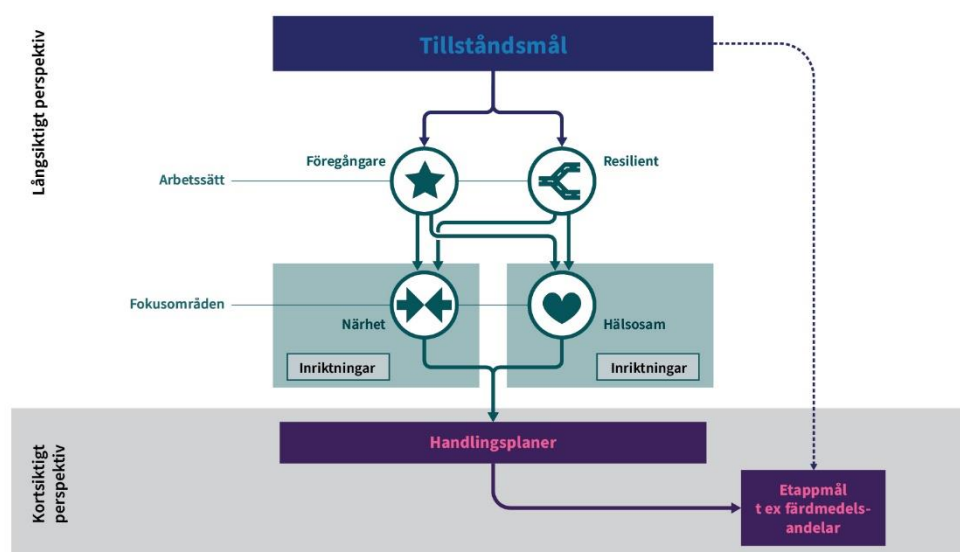 Långsiktigt perspektiv
Tillståndsmål
Föregångare
Resilient
Arbetssätt
Fokusområden
Närhet
Hälsosam
Inriktningar
Inriktningar
Kortsiktigt
perspektiv
Handlingsplaner
Etappmål
t ex färdmedels-
andelar